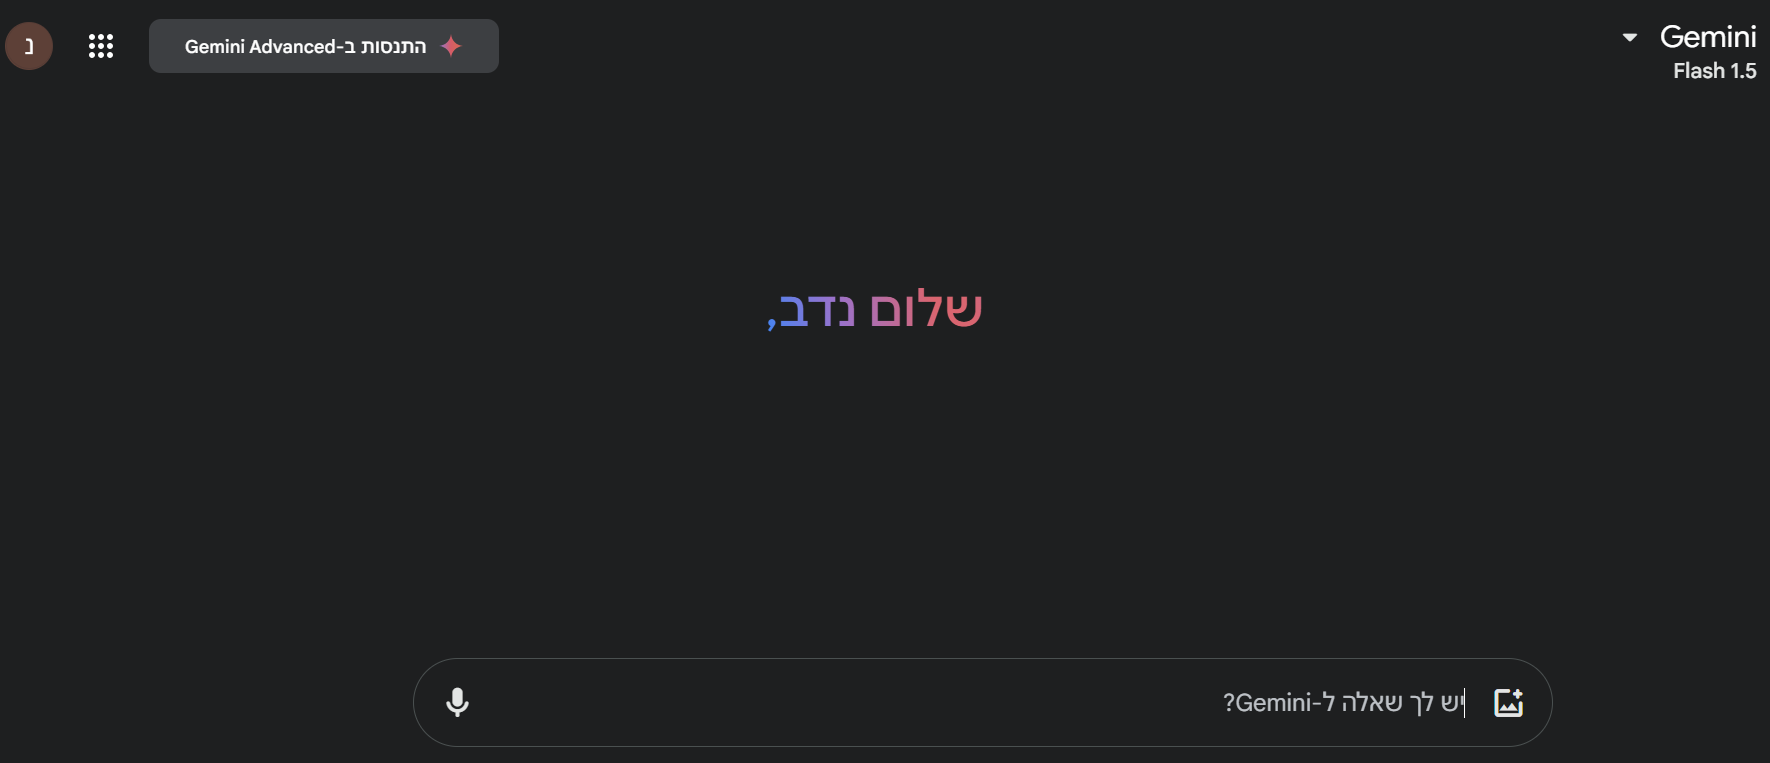 Gemini
Flash 1.5
התנסות ב-Gemini Advanced
נ
שלום נדב,
יש לך שאלה ל-Gemini?